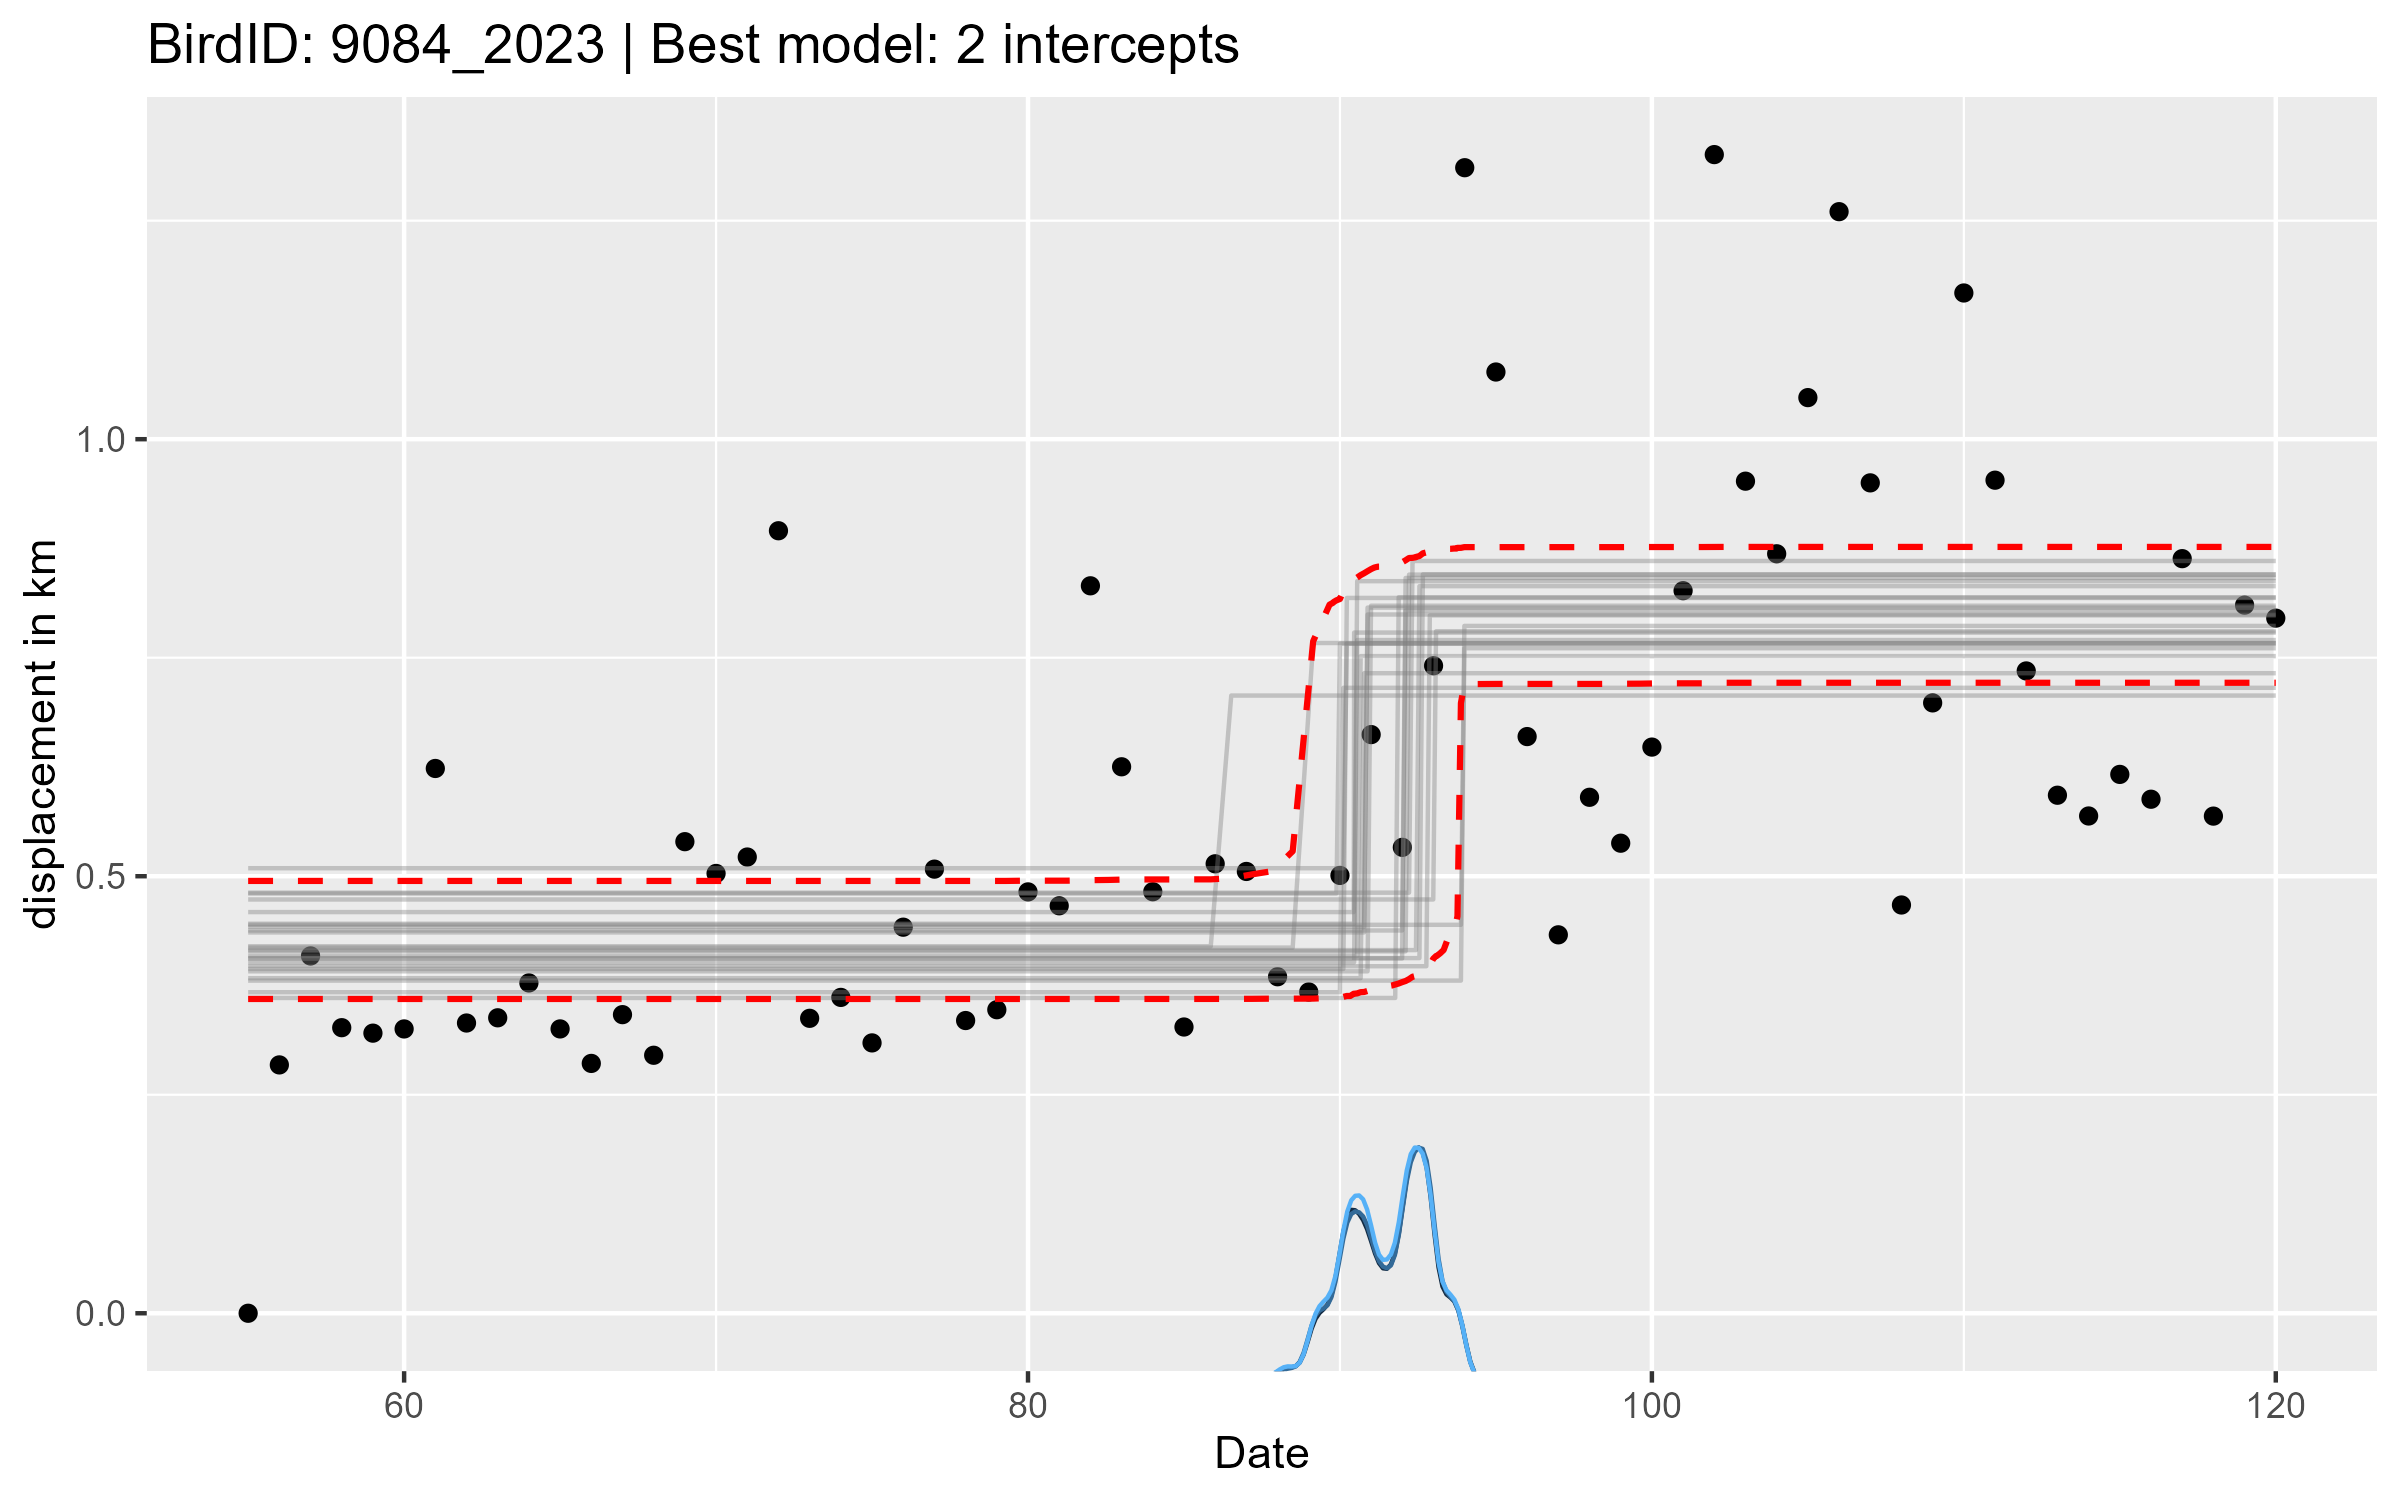 BirdID: 9084_2023 | Best model: 2 intercepts
displacement in km
1.0
0.5
0.0
60 80 100 120
Date